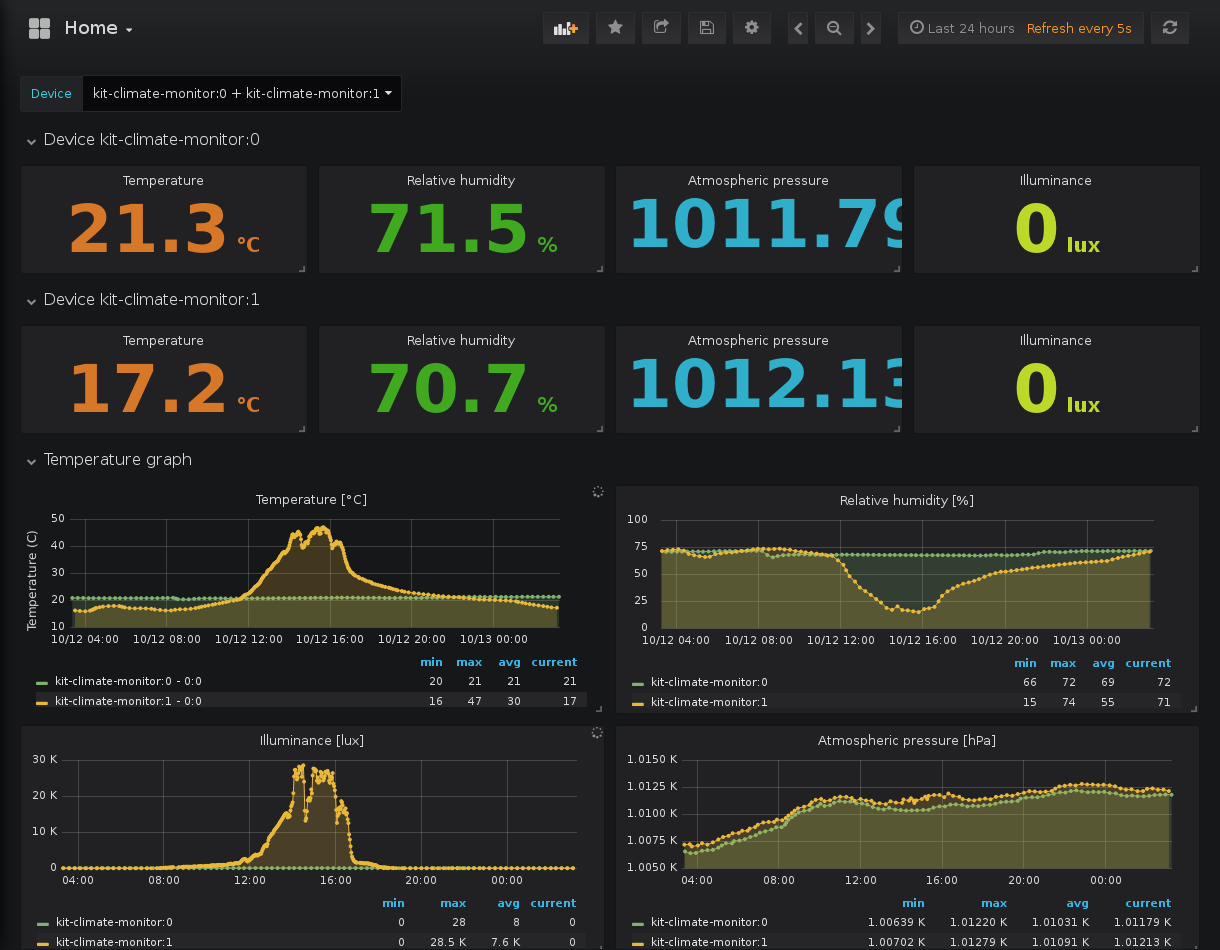 Home
Last 24 hours Refresh every 5s
Device kit-climate-monitor:0 + kit-climate-monitor:1
Device kit-climate-monitor:0
Temperature Relative humidity Atmospheric pressure Illuminance
21.3 °C 71.5 % 1011.79 0 lux
Device kit-climate-monitor:1
Temperature Relative humidity Atmospheric pressure Illuminance
17.2 °C 70.7 % 1012.13 0 lux
Temperature graph
Temperature [°C]
Temperature (C)
50
40
30
20
10
10/12 04:00 10/12 08:00 10/12 12:00 10/12 16:00 10/12 20:00 10/13 00:00
min max avg current
kit-climate-monitor:0 - 0:0 20 21 21 21
kit-climate-monitor:1 - 0:0 16 47 30 17
Relative humidity [%]
100
75
50
25
0
10/12 04:00 10/12 08:00 10/12 12:00 10/12 16:00 10/12 20:00 10/13 00:00
min max avg current
kit-climate-monitor:0 66 72 69 72
kit-climate-monitor:1 15 74 55 71
Illuminance [lux]
30 K
20 K
10 K
0
04:00 08:00 12:00 16:00 20:00 00:00
min max avg current
kit-climate-monitor:0 0 28 8 0
kit-climate-monitor:1 0 28.5 K 7.6 K 0
Atmospheric pressure [hPa]
1.0150 K
1.0125 K
1.0100 K
1.0075 K
1.0050 K
04:00 08:00 12:00 16:00 20:00 00:00
min max avg current
kit-climate-monitor:0 1.00639 K 1.01220 K 1.01031 K 1.01179 K
kit-climate-monitor:1 1.00702 K 1.01279 K 1.01091 K 1.01213 K